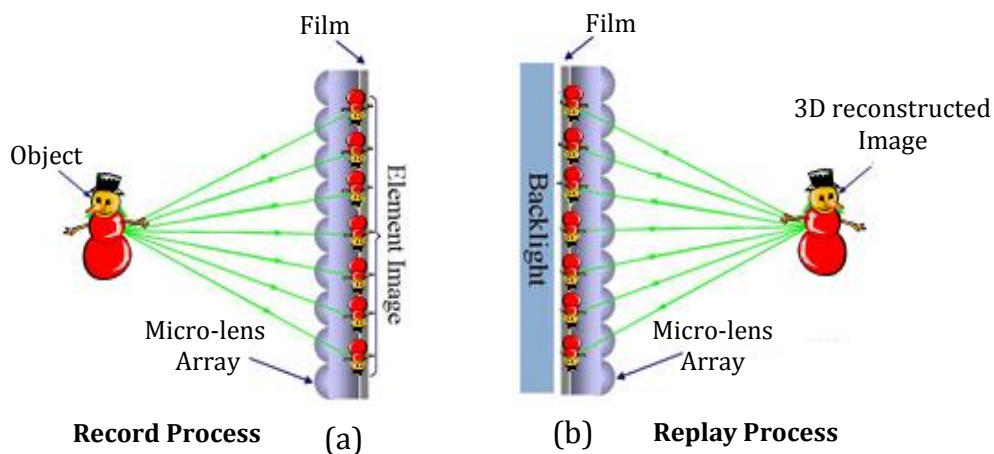 Film
Film
3D reconstructed
Image
Object
Element Image
Backlight
Micro-lens
Array
Micro-lens
Array
Record Process
(a)
(b)
Replay Process